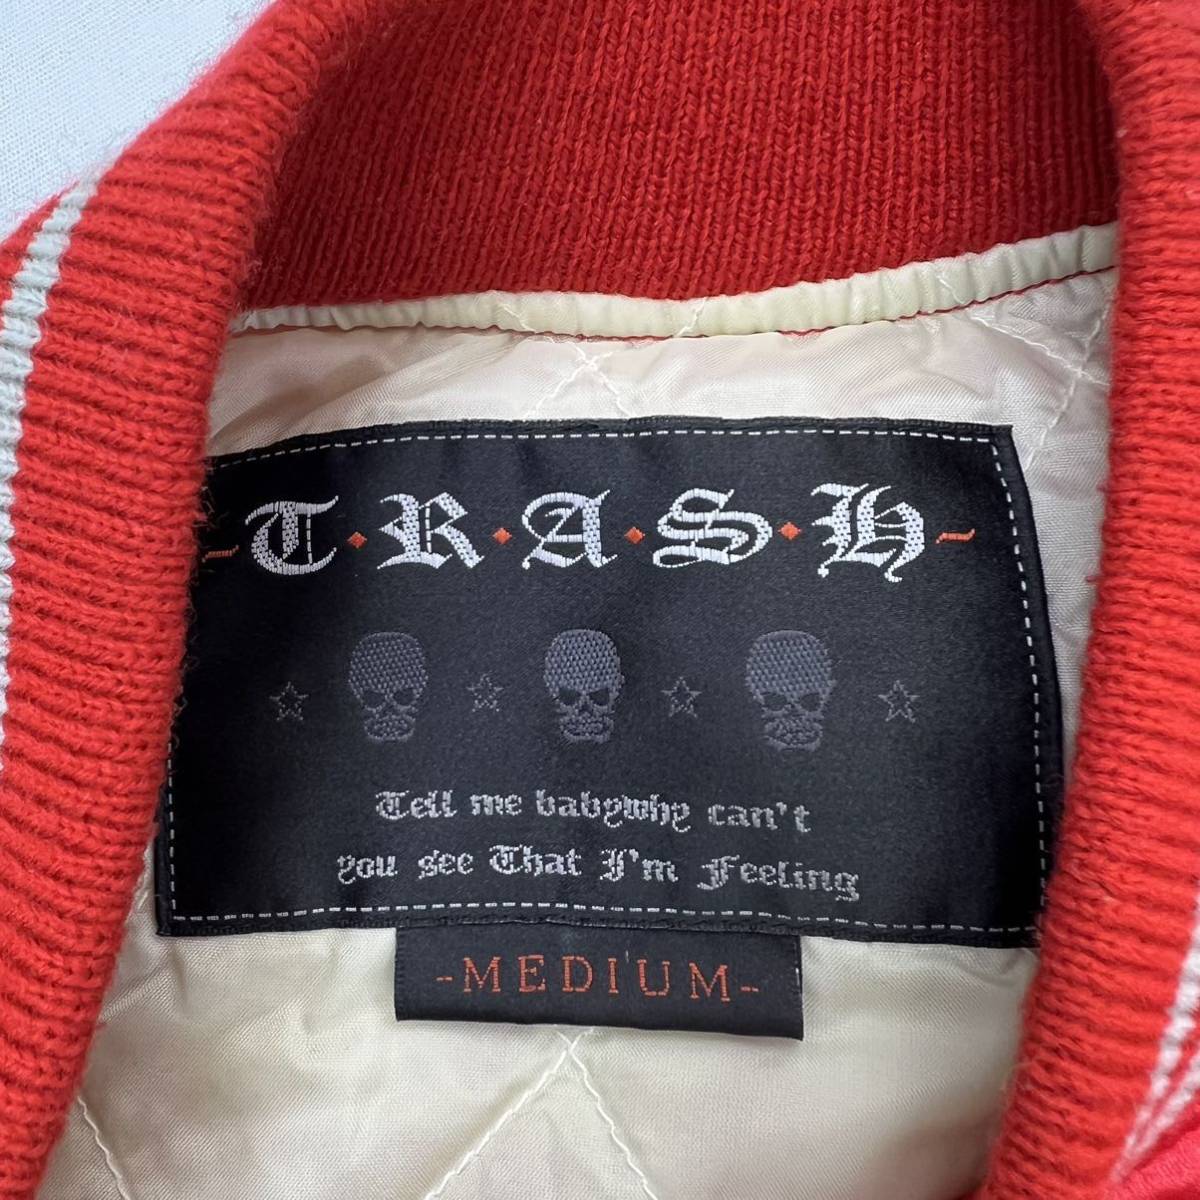 -T·R·A·S·H-
Tell me babywhy can't
you see That I'm Feeling
-MEDIUM-